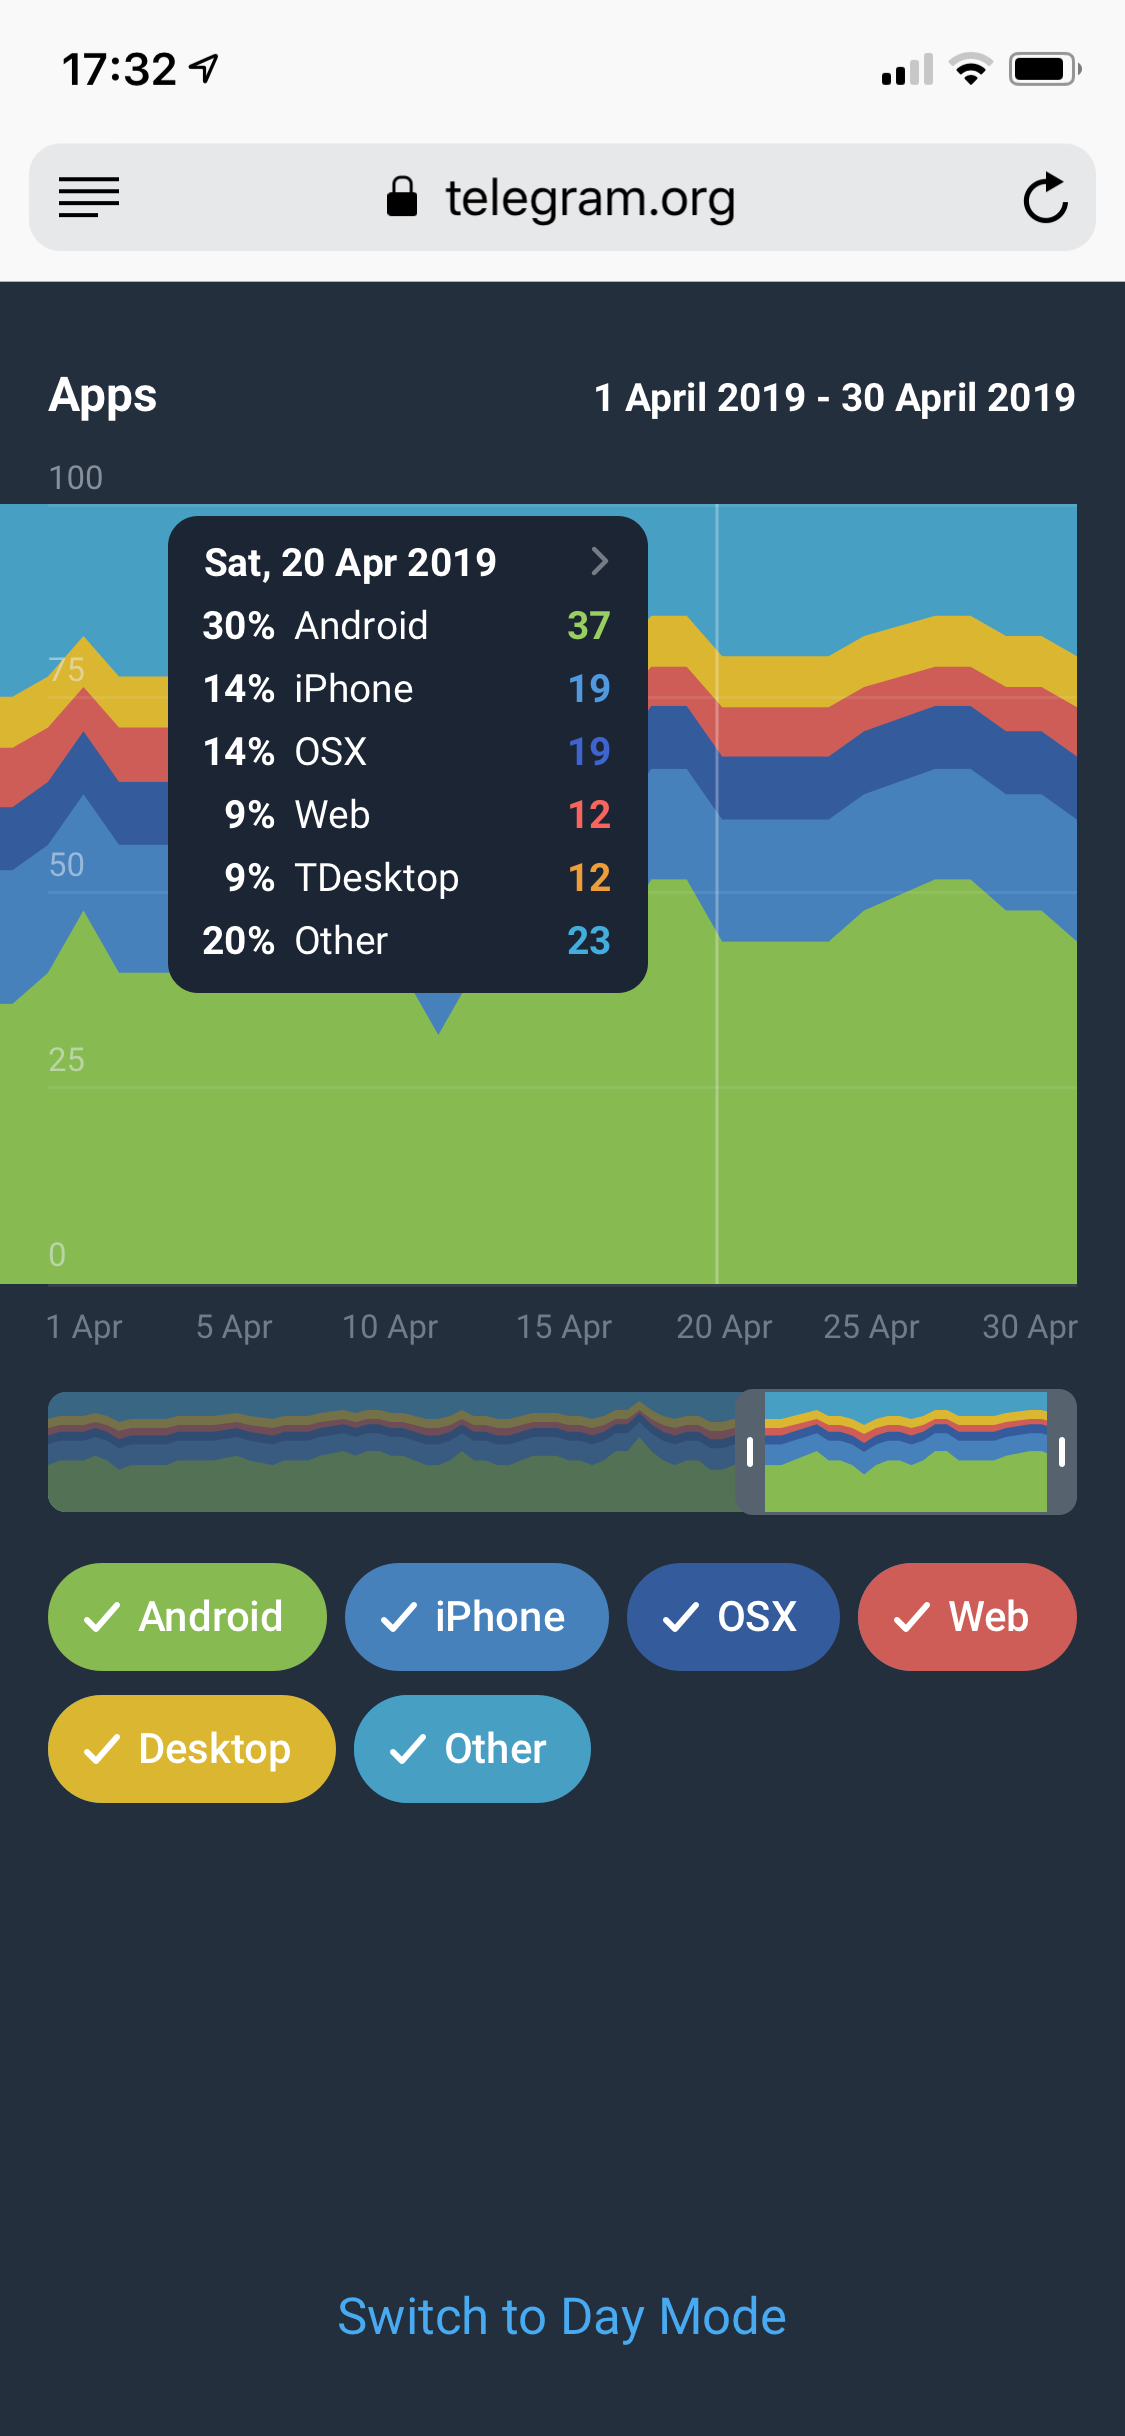 17:32
telegram.org
Apps
1 April 2019 - 30 April 2019
100
Sat, 20 Apr 2019
30% Android 37
14% iPhone 19
14% OSX 19
9% Web 12
9% TDesktop 12
20% Other 23
75
50
25
0
1 Apr 5 Apr 10 Apr 15 Apr 20 Apr 25 Apr 30 Apr
Android iPhone OSX Web
Desktop Other
Switch to Day Mode